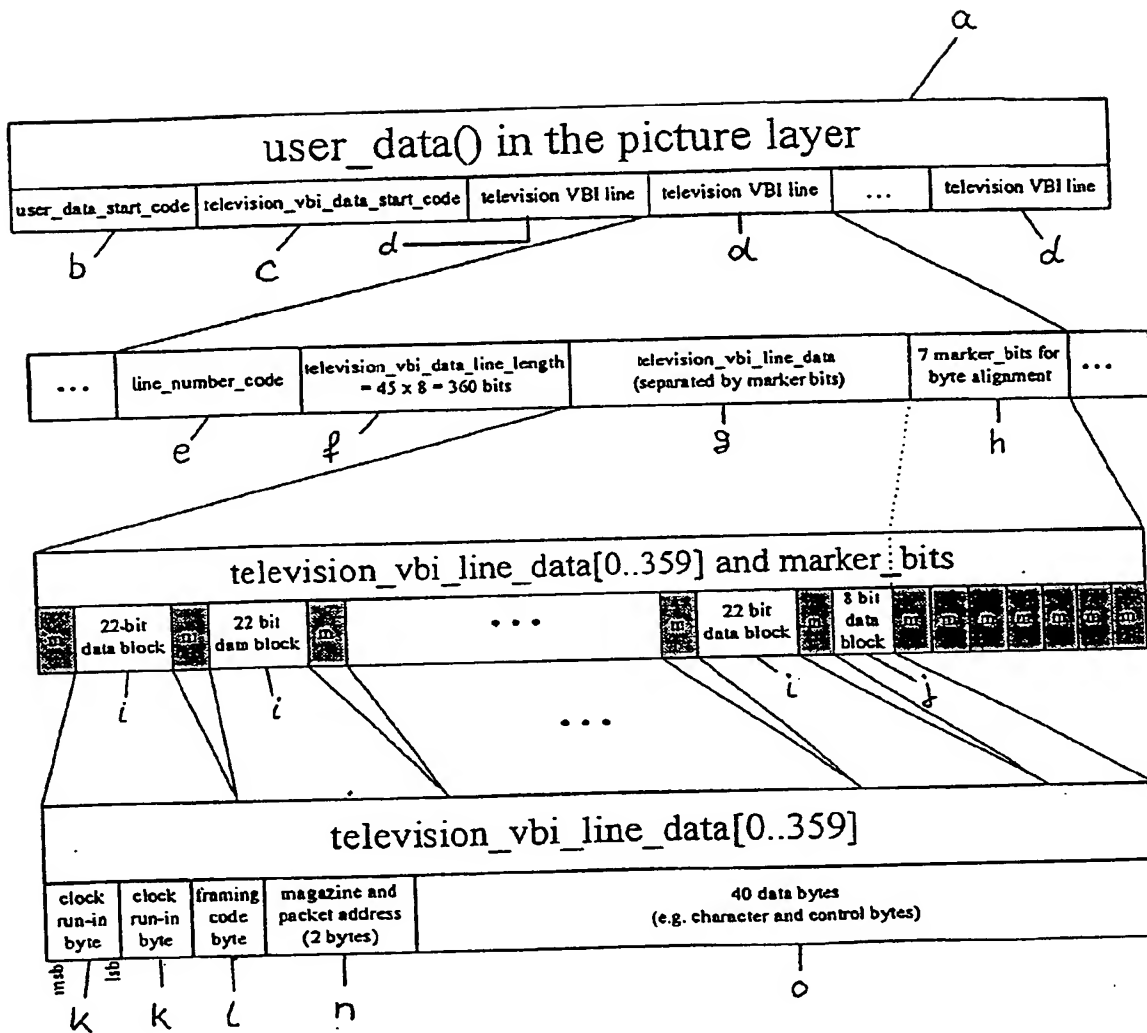 a
user_data() in the picture layer
user_data_start_code television_vbi_data_start_code television VBI line television VBI line ... television VBI line
b c d d d
... line_number_code television_vbi_data_line_length = 45 x 8 = 360 bits television_vbi_line_data (separated by marker bits) 7 marker_bits for byte alignment ...
e f g h
television_vbi_line_data[0..359] and marker_bits
m 22-bit data block m 22 bit dam block m ... m 22 bit data block m 8 bit data block m m m m m m m
i i i j
...
television_vbi_line_data[0..359]
clock run-in byte clock run-in byte framing code byte magazine and packet address (2 bytes) 40 data bytes (e.g. character and control bytes)
msb lsb
k k l n o